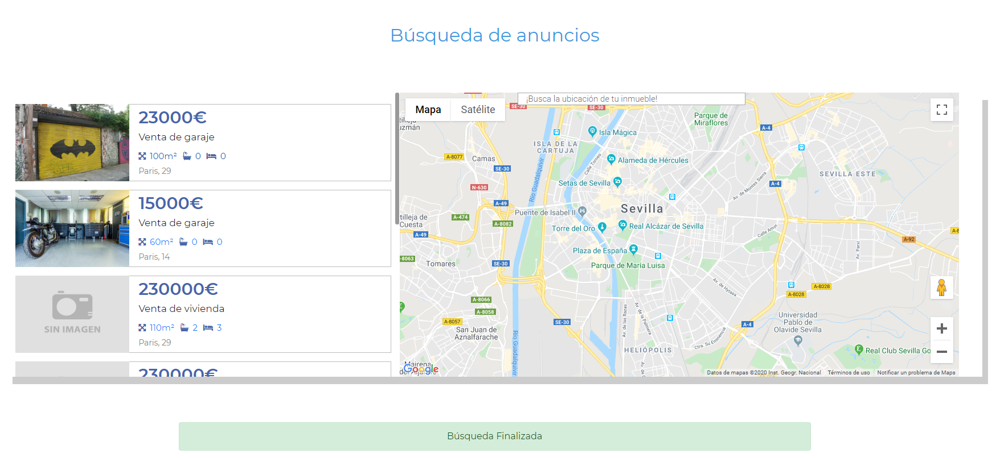 Búsqueda de anuncios
23000€
Venta de garaje
100m² 0 0
Paris, 29
15000€
Venta de garaje
60m² 0 0
Paris, 14
SIN IMAGEN
230000€
Venta de vivienda
110m² 2 3
Paris, 29
230000€
Mapa
Satélite
¡Busca la ubicación de tu inmueble!
SE-30
SE-30
Parque de
Miraflores
A-4
Isla Mágica
ISLA DE LA
CARTUJA
A-8077
Camas
Calle Torneo
Alameda de Hércules
SE-30
SEVILLA ESTE
Río Guadalquivir
Setas de Sevilla
N-630
A-4
Av. de Montes Sierra
A-49
Sevilla
Puente de Isabel II
tilleja de
Cuesta
A-474
A-8082
Torre del Oro
Real Alcázar de Sevilla
Calle Amor
A-49
A-92
Plaza de España
Av. Parsi
8063
Tomares
SE-30
Parque de María Luisa
Av. de Hytasa
A-8028
A-8028
A-8066
A-8058
Av. de las Razas
Av. de la Palmera
Universidad
Pablo de
Olavide Sevilla
A-8057
SE-30
A-4
San Juan de
Aznalfarache
Río Guadalquivir
Ctra. Su Eminencia
HELIÓPOLIS
Real Club Sevilla Go
Mairena
Google
Datos de mapas ©2020 Inst. Geogr. Nacional
Términos de uso
Notificar un problema de Maps
Búsqueda Finalizada